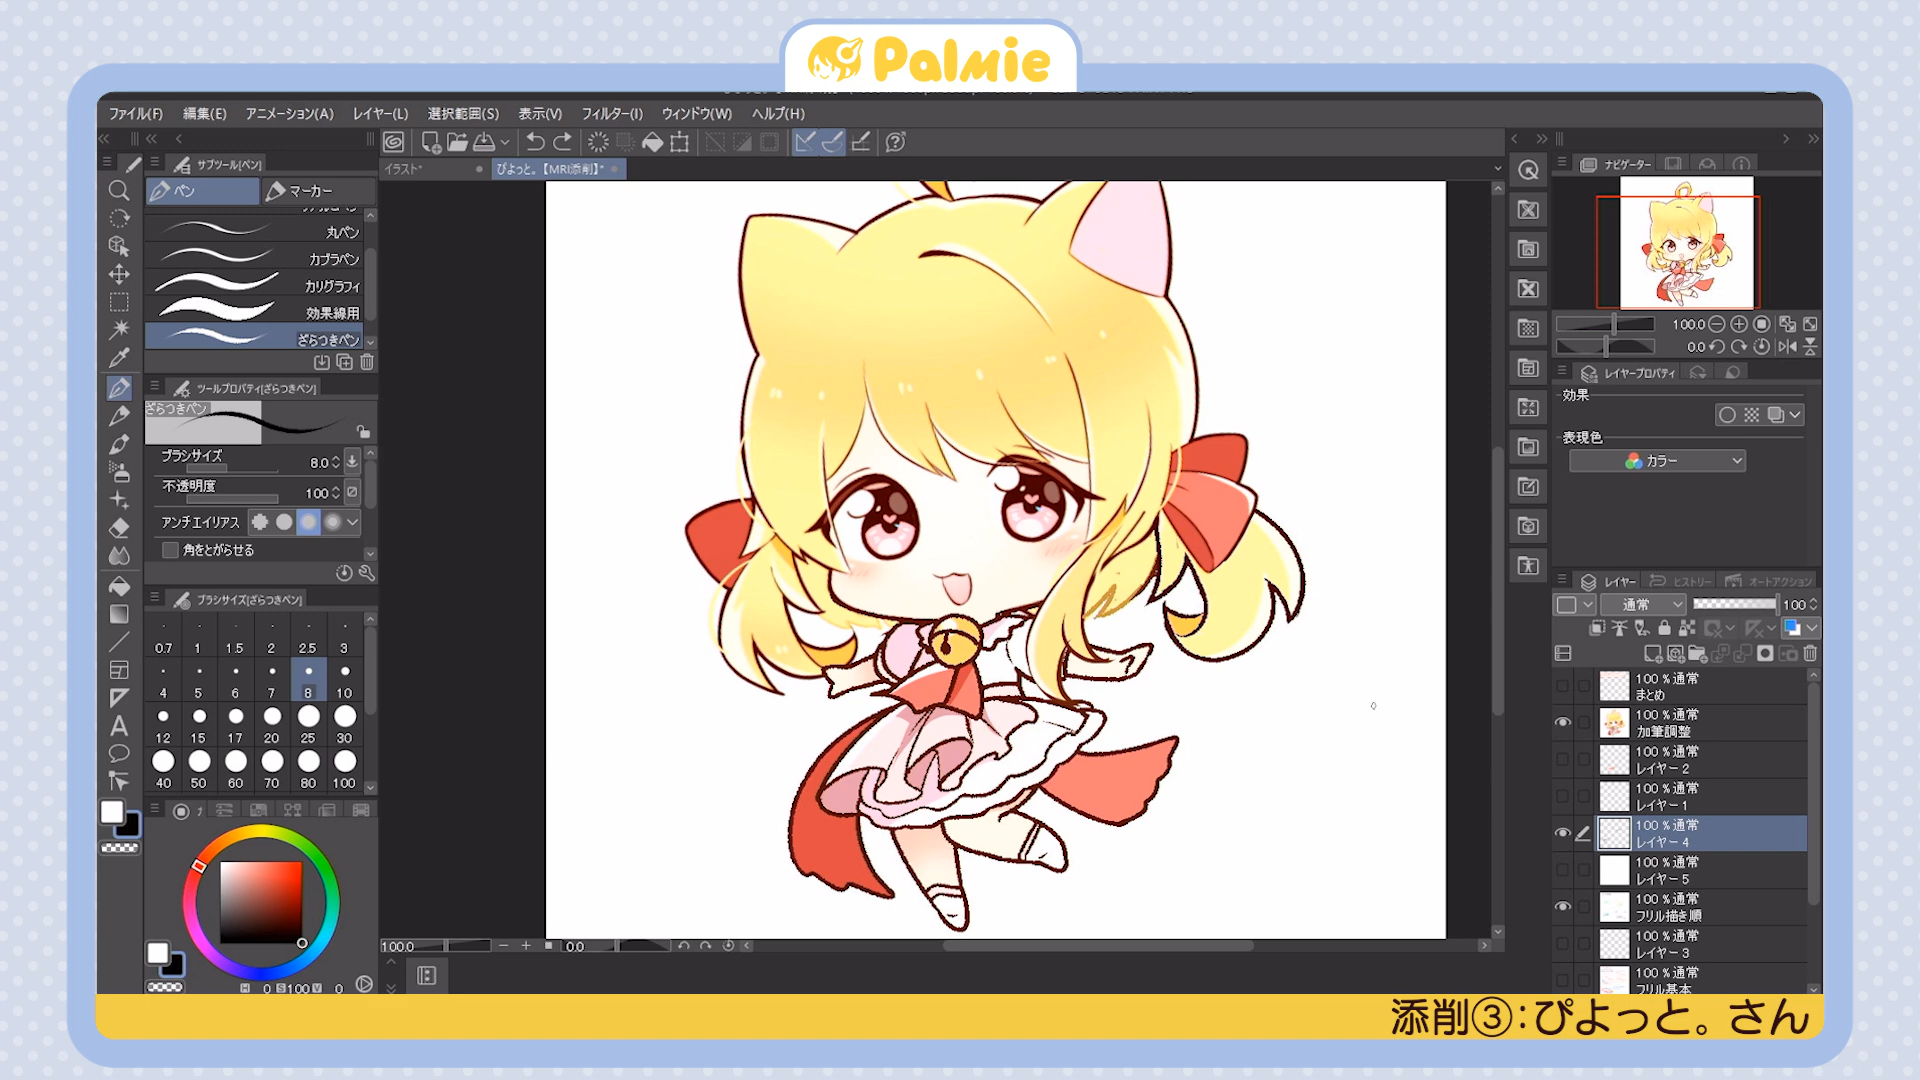 Palmie
ファイル(F) 編集(E) アニメーション(A) レイヤー(L) 選択範囲(S) 表示(V) フィルター(I) ウィンドウ(W) ヘルプ(H)
サブツール[ペン]
イラスト*
ぴよっと。【MRI添削】*
ナビゲーター
ペン
マーカー
丸ペン
カブラペン
カリグラフィ
効果線用
ざらつきペン
100.0
0.0
ツールプロパティ[ざらつきペン]
ざらつきペン
ブラシサイズ 8.0
不透明度 100
アンチエイリアス
角をとがらせる
レイヤープロパティ
効果
表現色
カラー
ブラシサイズ[ざらつきペン]
0.7 1 1.5 2 2.5 3
4 5 6 7 8 10
12 15 17 20 25 30
40 50 60 70 80 100
H 0 S 100 V 0
100.0
0.0
レイヤー ヒストリー オートアクション
通常 100
100 %通常
まとめ
100 %通常
加筆調整
100 %通常
レイヤー 2
100 %通常
レイヤー 1
100 %通常
レイヤー 4
100 %通常
レイヤー 5
100 %通常
フリル描き順
100 %通常
レイヤー 3
100 %通常
フリル基本
添削③:ぴよっと。さん